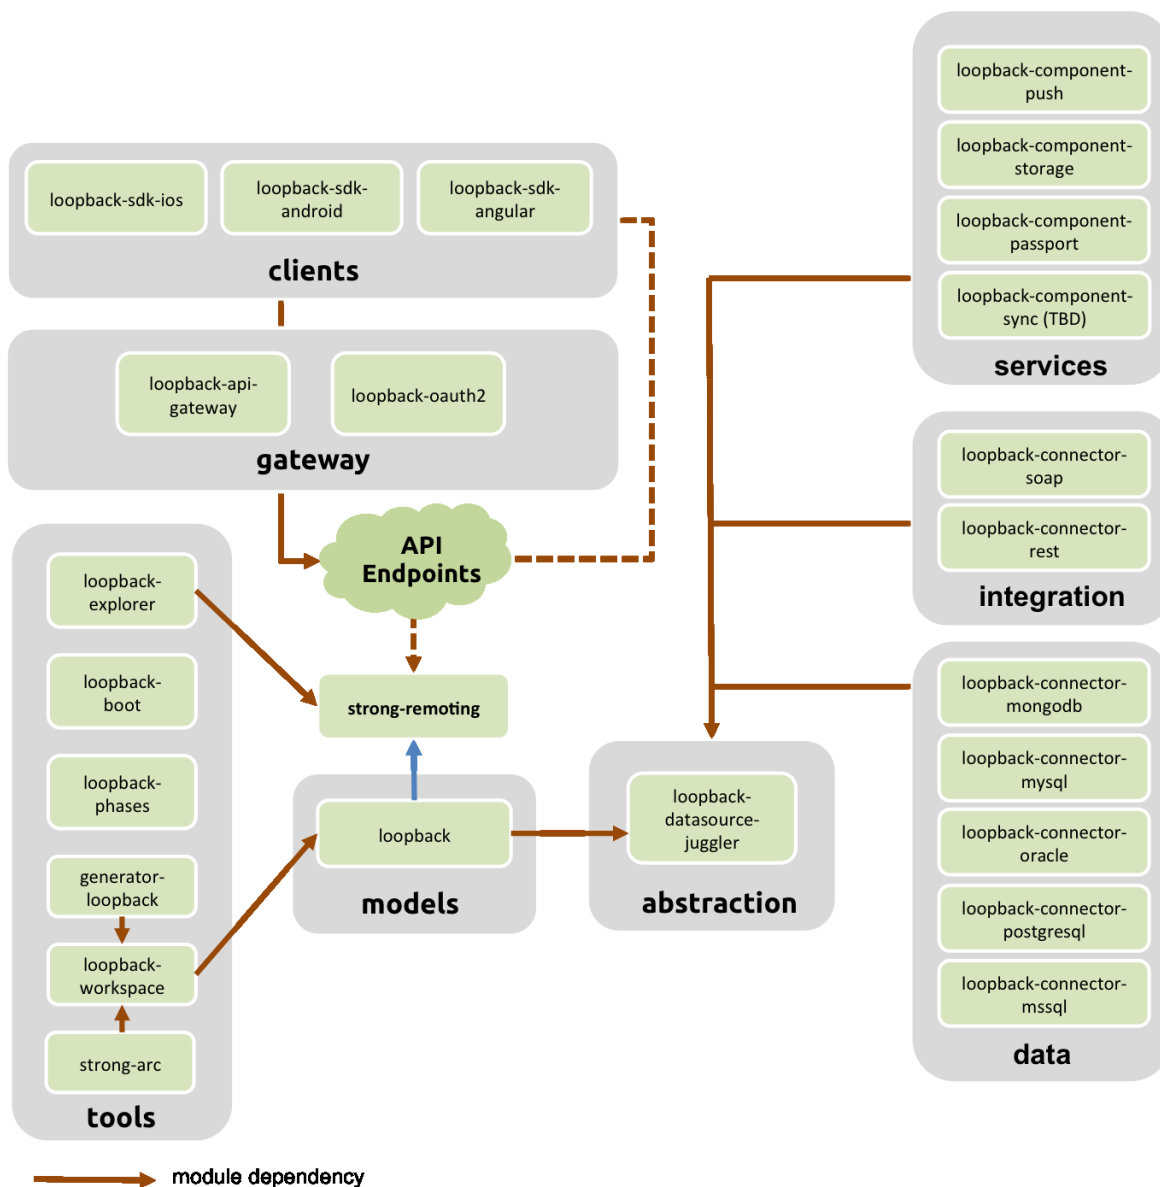 loopback-sdk-ios
loopback-sdk-
android
loopback-sdk-
angular
clients
loopback-api-
gateway
loopback-oauth2
gateway
API
Endpoints
strong-remoting
loopback-
explorer
loopback-
boot
loopback-
phases
generator-
loopback
loopback-
workspace
strong-arc
tools
loopback
models
loopback-
datasource-
juggler
abstraction
loopback-component-
push
loopback-component-
storage
loopback-component-
passport
loopback-component-
sync (TBD)
services
loopback-connector-
soap
loopback-connector-
rest
integration
loopback-connector-
mongodb
loopback-connector-
mysql
loopback-connector-
oracle
loopback-connector-
postgresql
loopback-connector-
mssql
data
module dependency